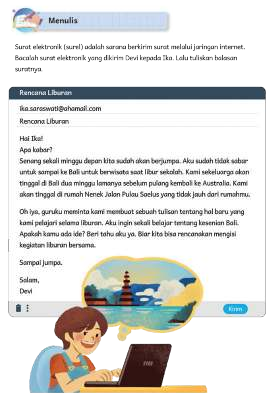 Menulis
Surat elektronik (surel) adalah sarana berkirim surat melalui jaringan internet.
Bacalah surat elektronik yang dikirim Devi kepada Ika. Lalu tuliskan balasan
suratnya.
Rencana Liburan
ika.saraswati@ahamail.com
Rencana Liburan
Hai Ika!
Apa kabar?
Senang sekali minggu depan kita sudah akan berjumpa. Aku sudah tidak sabar
untuk sampai ke Bali untuk berwisata saat libur sekolah. Kami sekeluarga akan
tinggal di Bali dua minggu lamanya sebelum pulang kembali ke Australia. Kami
akan tinggal di rumah Nenek Jalan Pulau Saelus yang tidak jauh dari rumahmu.
Oh iya, guruku meminta kami membuat sebuah tulisan tentang hal baru yang
kami pelajari selama liburan. Aku ingin sekali belajar tentang kesenian Bali.
Apakah kamu ada ide? Beri tahu aku ya. Biar kita bisa rencanakan mengisi
kegiatan liburan bersama.
Sampai jumpa.
Salam,
Devi
Kirim